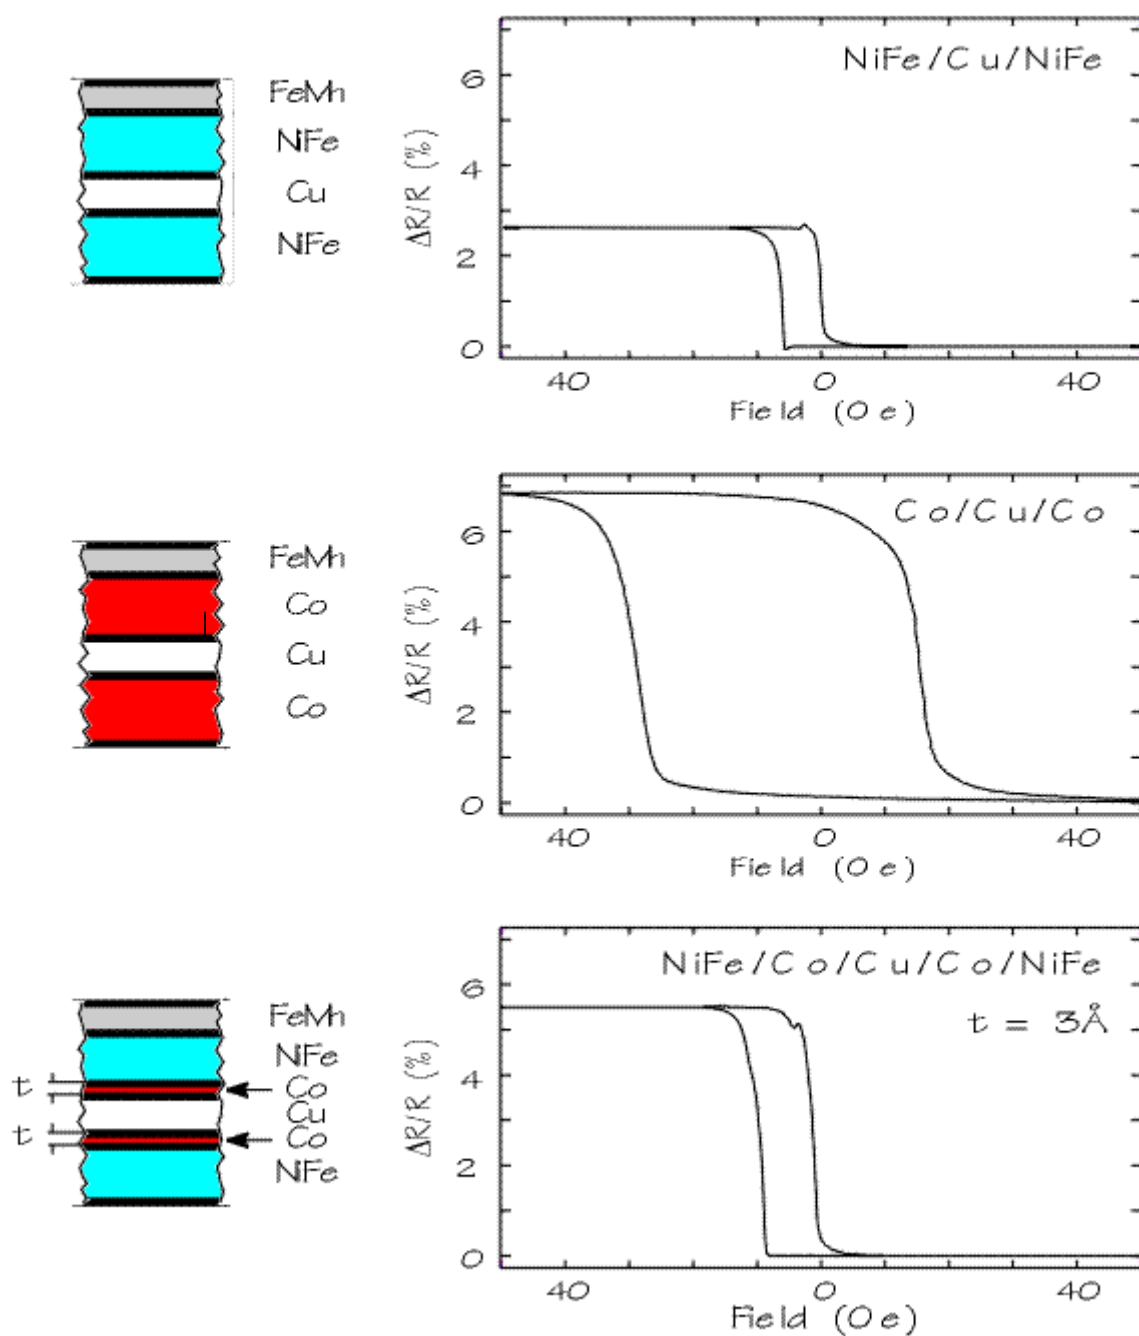 FeMn
NiFe
Cu
NiFe
NiFe/Cu/NiFe
ΔR/R (%)
6
4
2
0
40 0 40
Field (Oe)
FeMn
Co
Cu
Co
Co/Cu/Co
ΔR/R (%)
6
4
2
0
40 0 40
Field (Oe)
FeMn
NiFe
t Co
Cu
t Co
NiFe
NiFe/Co/Cu/Co/NiFe
t = 3Å
ΔR/R (%)
6
4
2
0
40 0 40
Field (Oe)